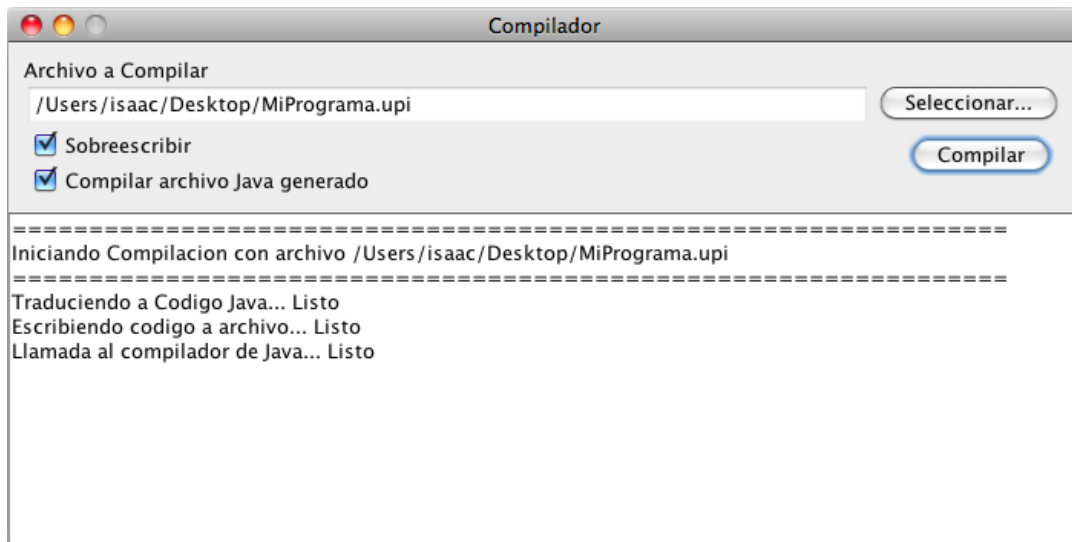 Compilador
Archivo a Compilar
/Users/isaac/Desktop/MiPrograma.upi
Seleccionar...
Sobreescribir
Compilar
Compilar archivo Java generado
=================================================================
Iniciando Compilacion con archivo /Users/isaac/Desktop/MiPrograma.upi
=================================================================
Traduciendo a Codigo Java... Listo
Escribiendo codigo a archivo... Listo
Llamada al compilador de Java... Listo